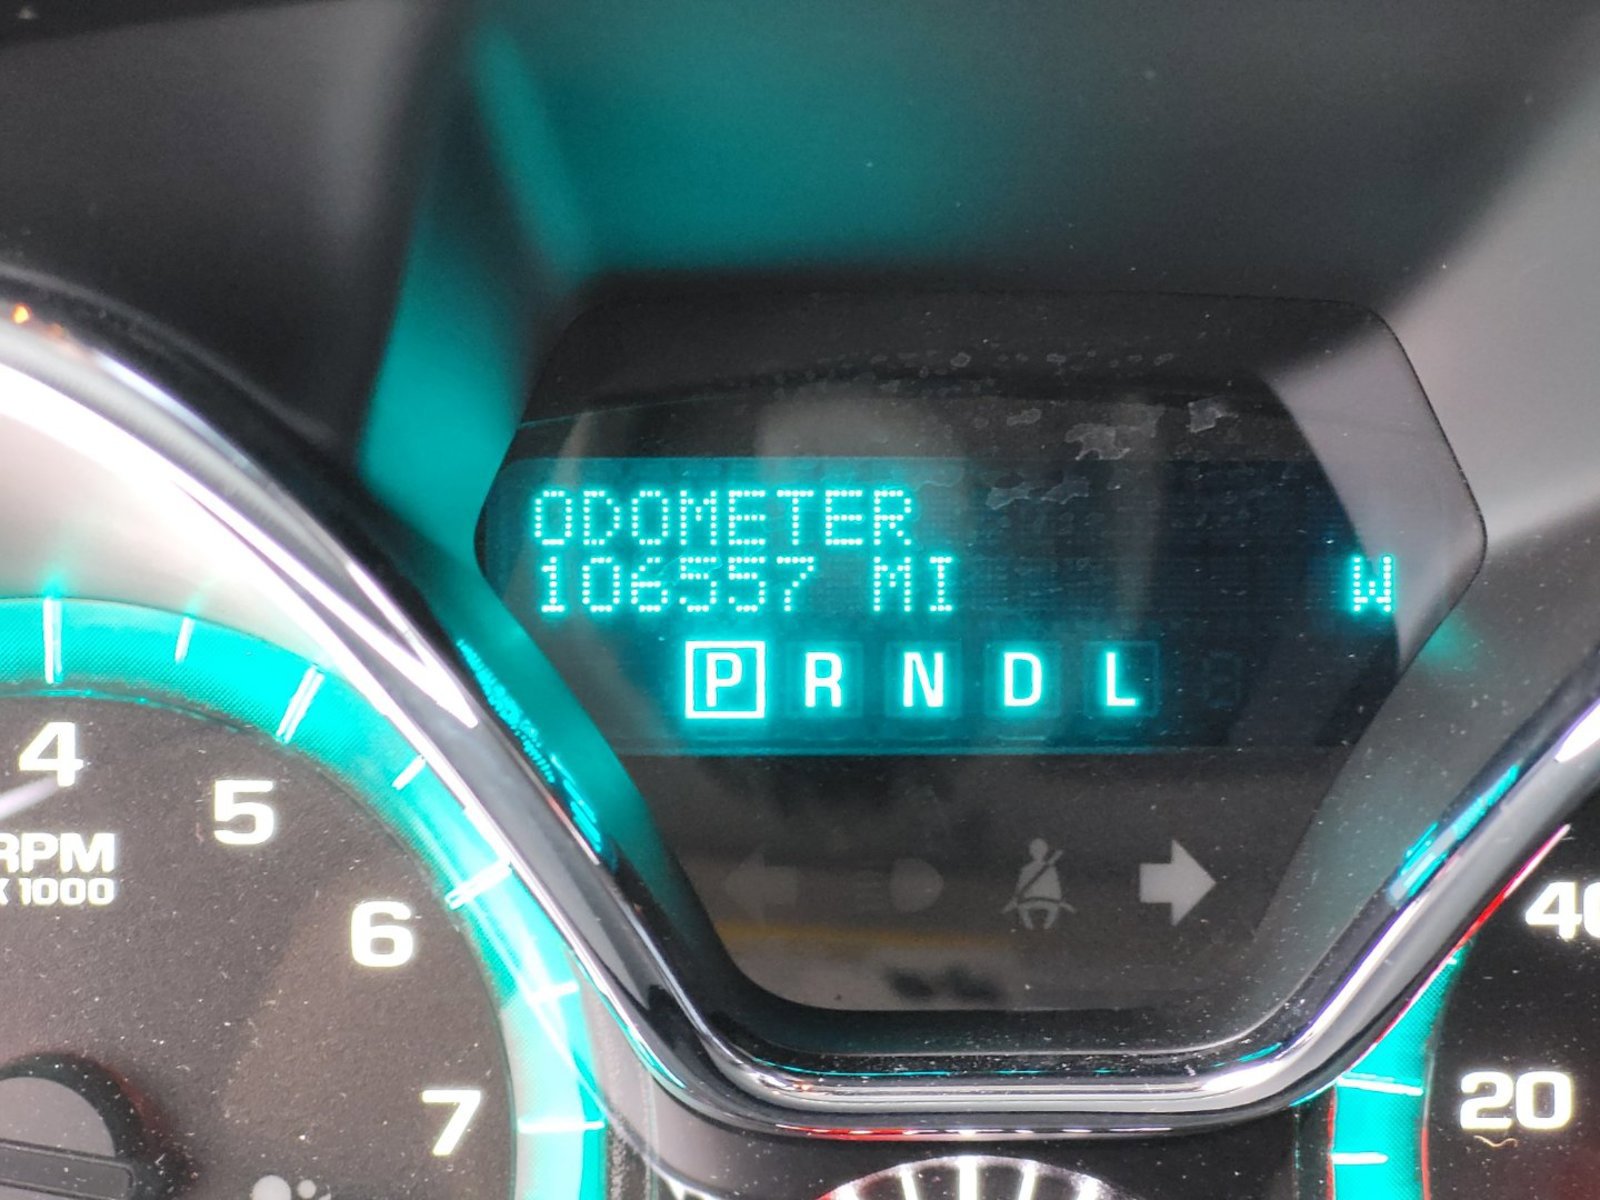 ODOMETER
106557 MI W
P R N D L
4
5
RPM
X 1000
6
7
40
20